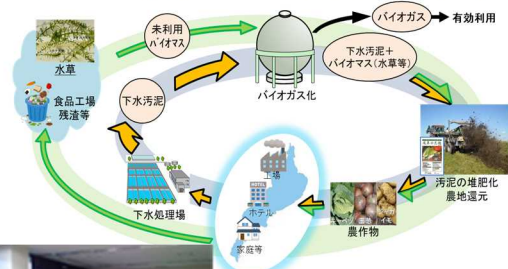 未利用
バイオマス
バイオガス
有効利用
水草
下水汚泥＋
バイオマス(水草等)
バイオガス化
食品工場
残渣等
下水汚泥
工場
HOTEL
ホテル
家庭等
下水処理場
農作物
イモ
汚泥の堆肥化
農地還元